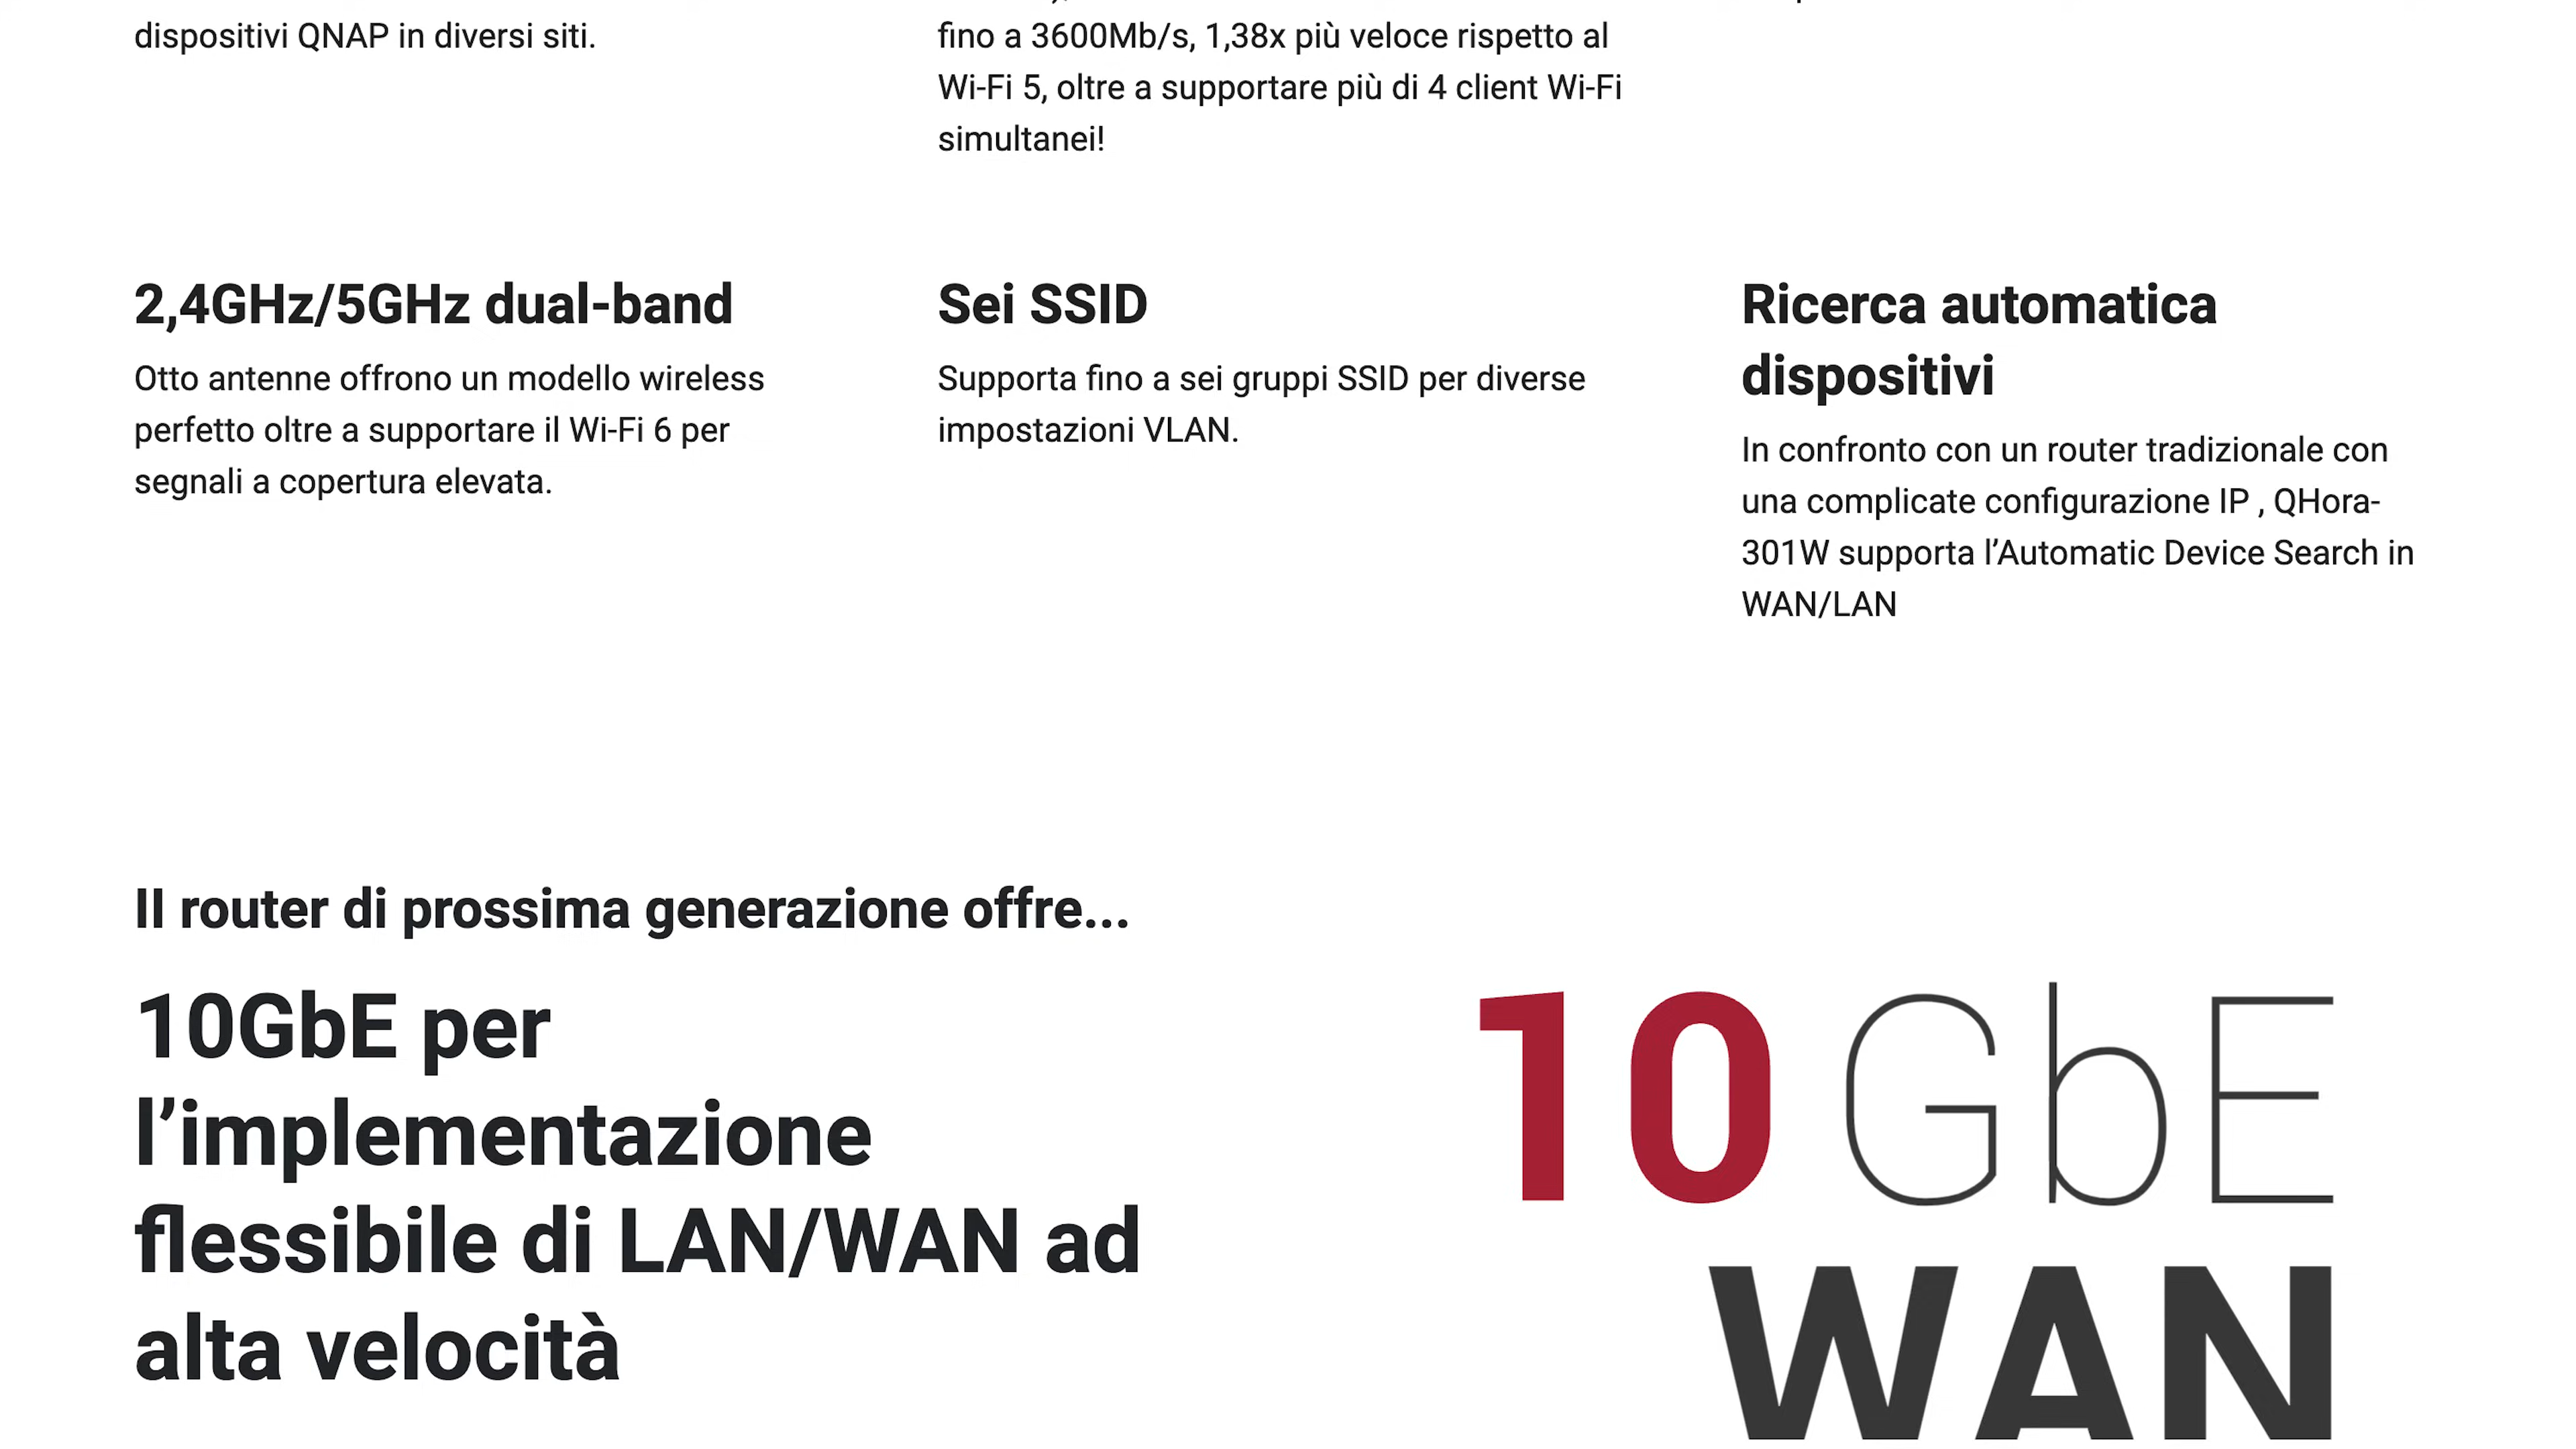 dispositivi QNAP in diversi siti.
fino a 3600Mb/s, 1,38x più veloce rispetto al
Wi-Fi 5, oltre a supportare più di 4 client Wi-Fi
simultanei!
2,4GHz/5GHz dual-band
Otto antenne offrono un modello wireless
perfetto oltre a supportare il Wi-Fi 6 per
segnali a copertura elevata.
Sei SSID
Supporta fino a sei gruppi SSID per diverse
impostazioni VLAN.
Ricerca automatica
dispositivi
In confronto con un router tradizionale con
una complicate configurazione IP , QHora-
301W supporta l’Automatic Device Search in
WAN/LAN
Il router di prossima generazione offre...
10GbE per
l’implementazione
flessibile di LAN/WAN ad
alta velocità
10GbE
WAN